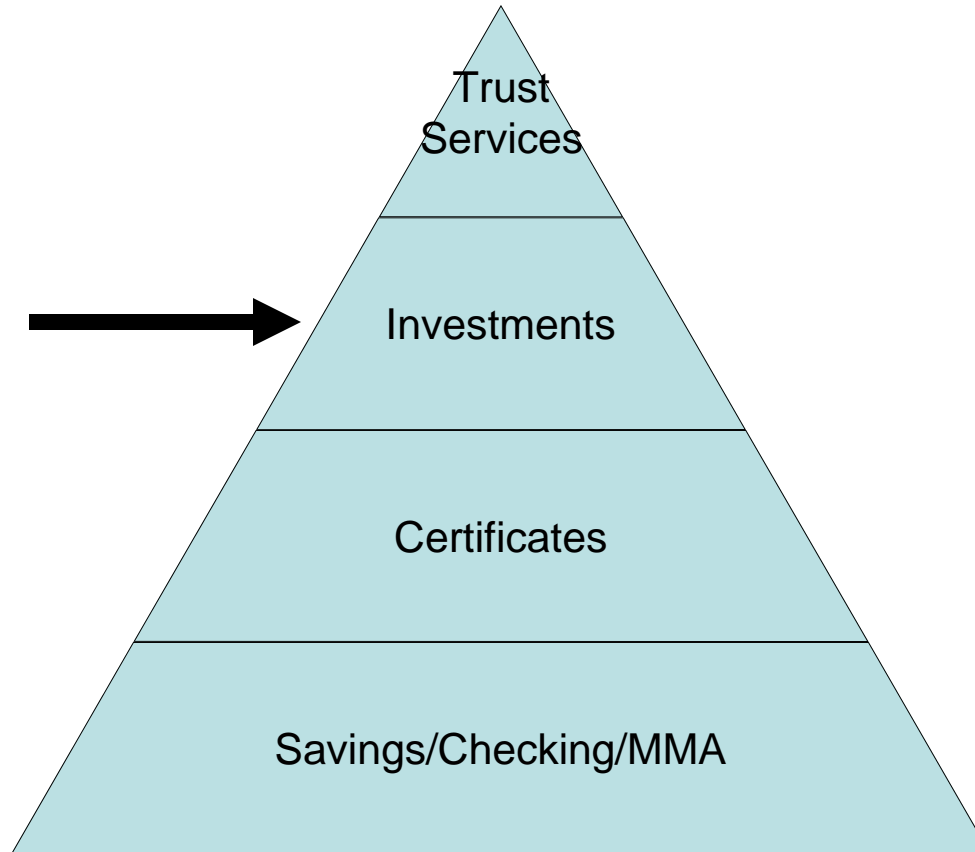 Trust
Services
Investments
Certificates
Savings/Checking/MMA